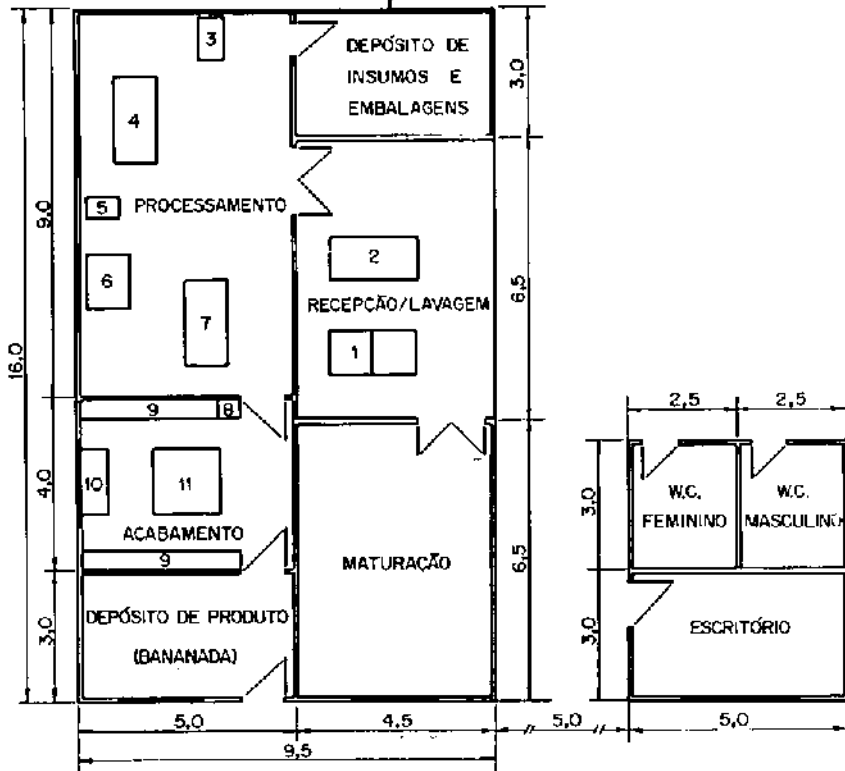 3
DEPÓSITO DE
INSUMOS E
EMBALAGENS
3,0
4
9,0
5
PROCESSAMENTO
2
6
6,5
RECEPÇÃO/LAVAGEM
7
1
16,0
9
8
2,5
2,5
10
11
4,0
W.C.
FEMININO
W.C.
MASCULINO
3,0
ACABAMENTO
9
MATURAÇÃO
6,5
DEPÓSITO DE PRODUTO
(BANANADA)
3,0
ESCRITÓRIO
3,0
5,0
4,5
5,0
5,0
9,5